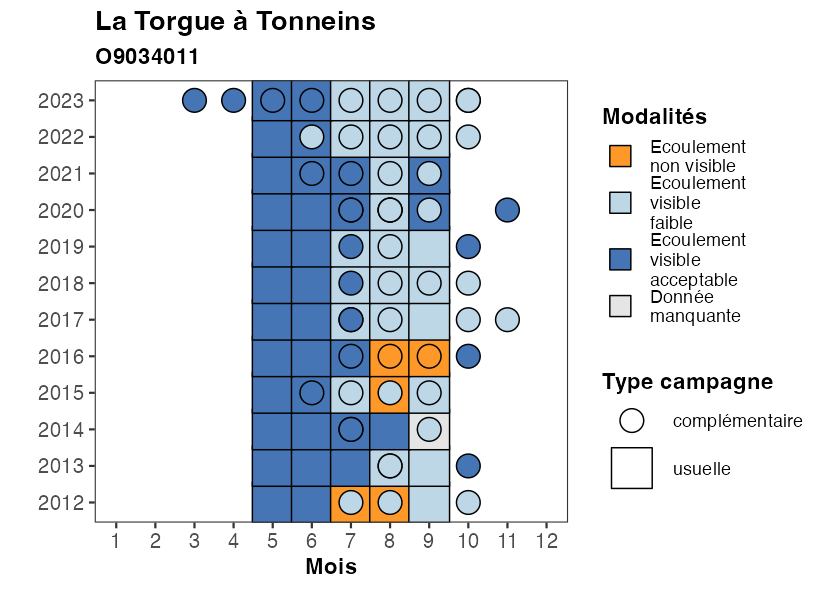 La Torgue à Tonneins
O9034011
2023
2022
2021
2020
2019
2018
2017
2016
2015
2014
2013
2012
1 2 3 4 5 6 7 8 9 10 11 12
Mois
Modalités
Ecoulement
non visible
Ecoulement
visible
faible
Ecoulement
visible
acceptable
Donnée
manquante
Type campagne
complémentaire
usuelle